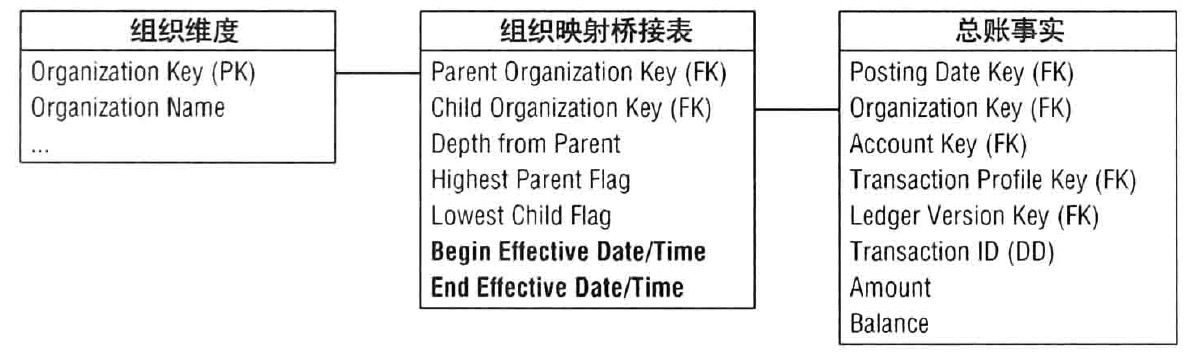 组织维度
Organization Key (PK)
Organization Name
...
组织映射桥接表
Parent Organization Key (FK)
Child Organization Key (FK)
Depth from Parent
Highest Parent Flag
Lowest Child Flag
Begin Effective Date/Time
End Effective Date/Time
总账事实
Posting Date Key (FK)
Organization Key (FK)
Account Key (FK)
Transaction Profile Key (FK)
Ledger Version Key (FK)
Transaction ID (DD)
Amount
Balance